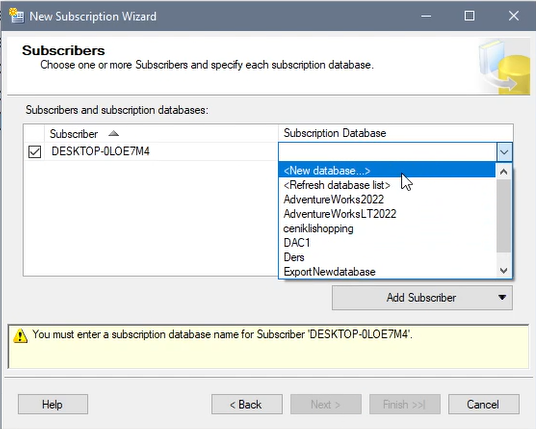 New Subscription Wizard
Subscribers
Choose one or more Subscribers and specify each subscription database.
Subscribers and subscription databases:
Subscriber Subscription Database
DESKTOP-0LOE7M4
<New database...>
<Refresh database list>
AdventureWorks2022
AdventureWorksLT2022
ceniklishopping
DAC1
Ders
ExportNewdatabase
Add Subscriber
You must enter a subscription database name for Subscriber 'DESKTOP-0LOE7M4'.
Help < Back Next > Finish >>| Cancel